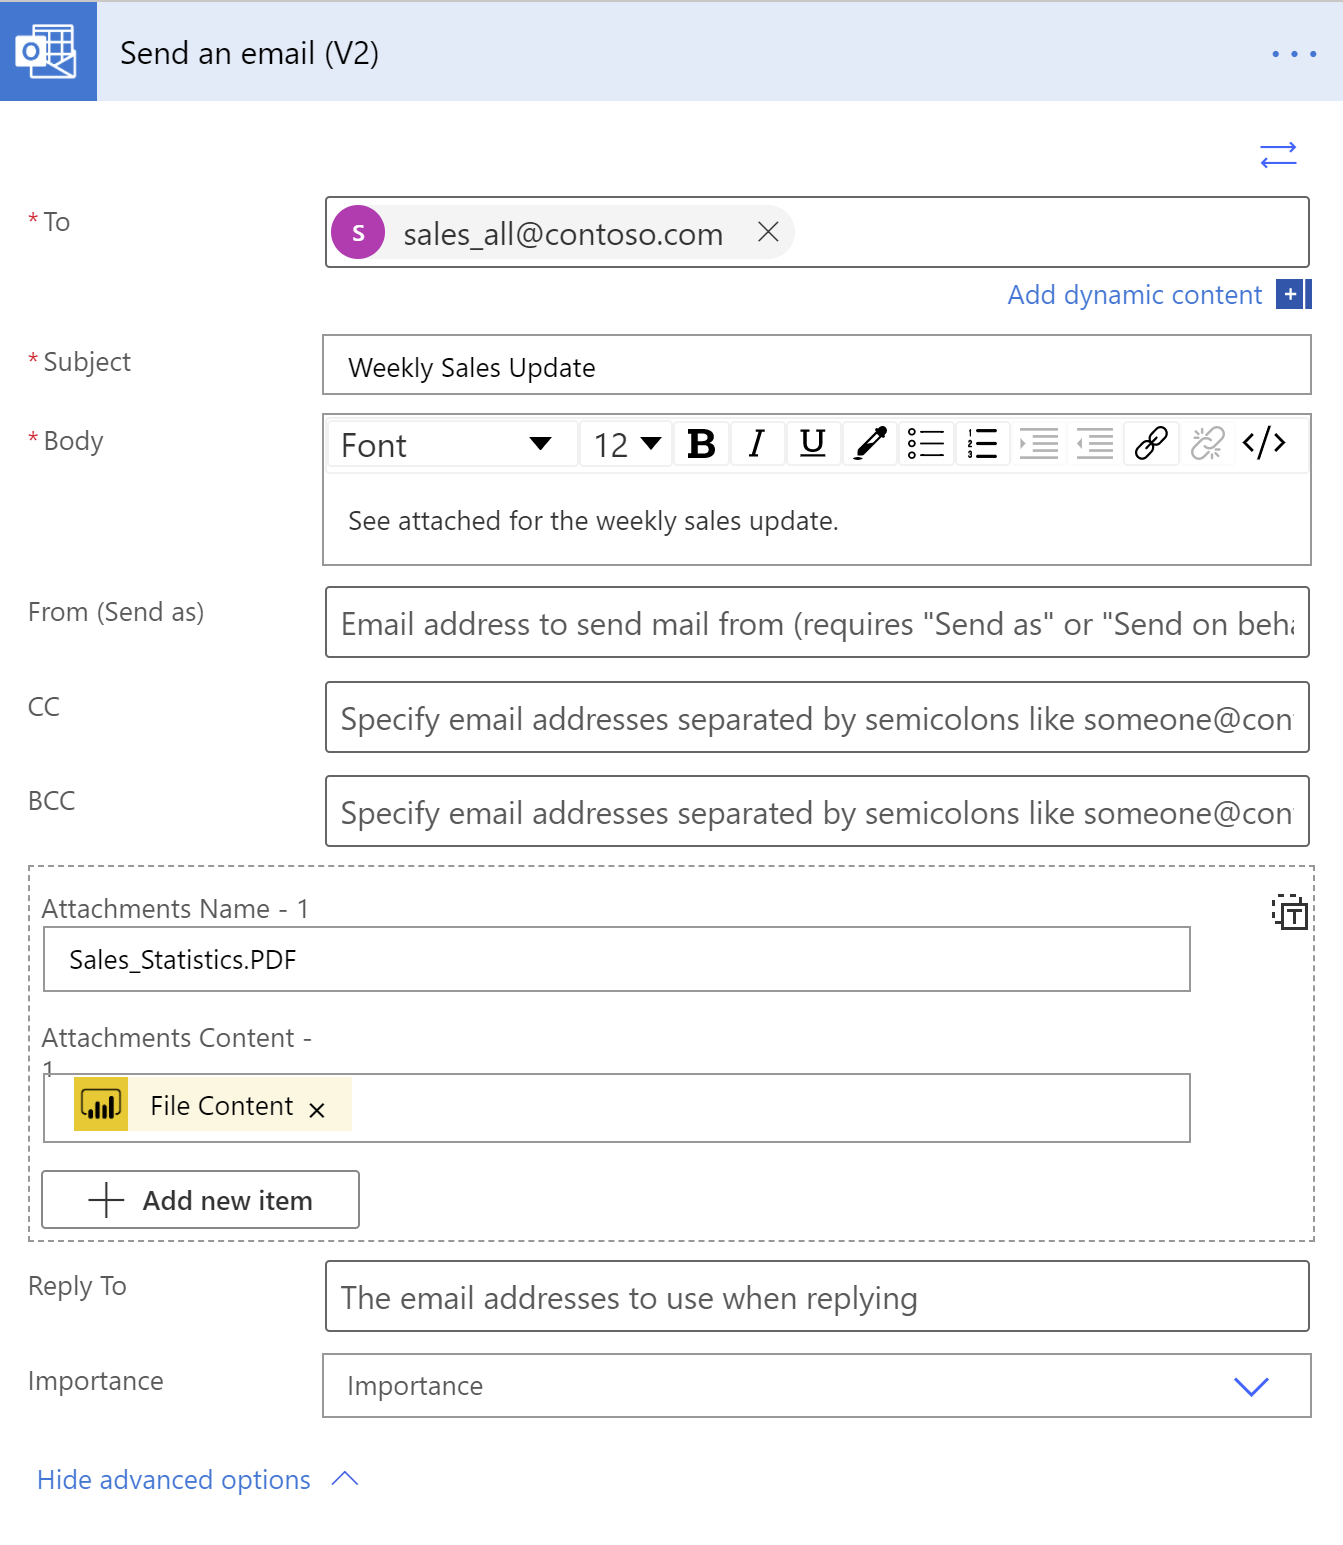 Send an email (V2)
* To
S sales_all@contoso.com
Add dynamic content
* Subject
Weekly Sales Update
* Body
Font 12 B I U </>
See attached for the weekly sales update.
From (Send as)
Email address to send mail from (requires "Send as" or "Send on beha
CC
Specify email addresses separated by semicolons like someone@con
BCC
Specify email addresses separated by semicolons like someone@con
Attachments Name - 1
Sales_Statistics.PDF
Attachments Content -
1
File Content
Add new item
Reply To
The email addresses to use when replying
Importance
Importance
Hide advanced options